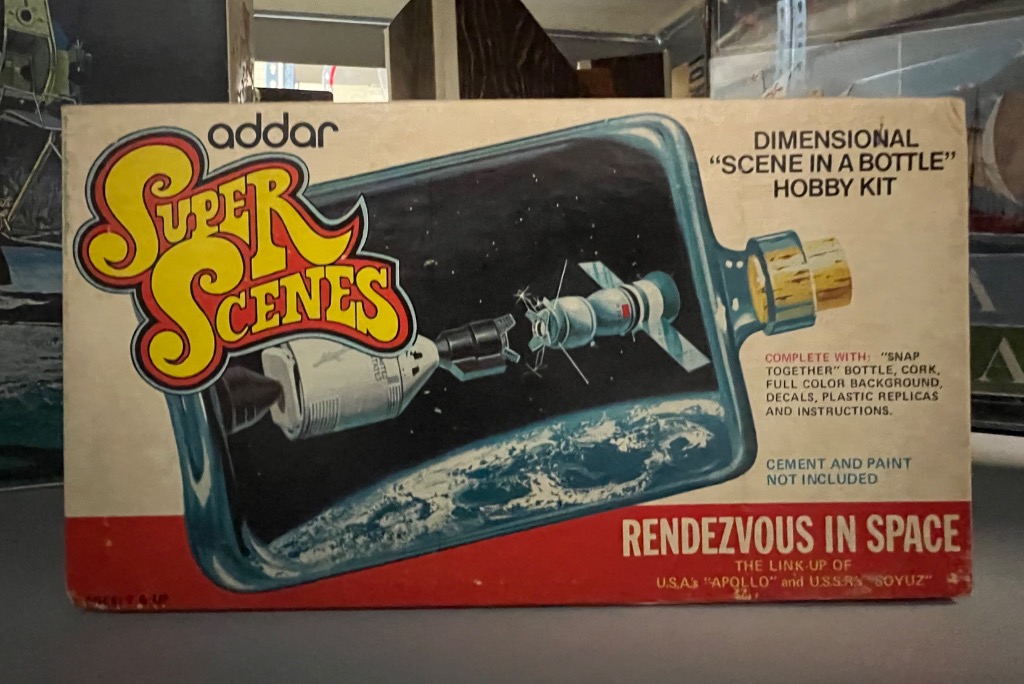 addar
SUPER
SCENES
DIMENSIONAL
"SCENE IN A BOTTLE"
HOBBY KIT
COMPLETE WITH: "SNAP
TOGETHER" BOTTLE, CORK,
FULL COLOR BACKGROUND,
DECALS, PLASTIC REPLICAS
AND INSTRUCTIONS.
CEMENT AND PAINT
NOT INCLUDED
RENDEZVOUS IN SPACE
THE LINK-UP OF
U.S.A.'s "APOLLO" and U.S.S.R.'s "SOYUZ"